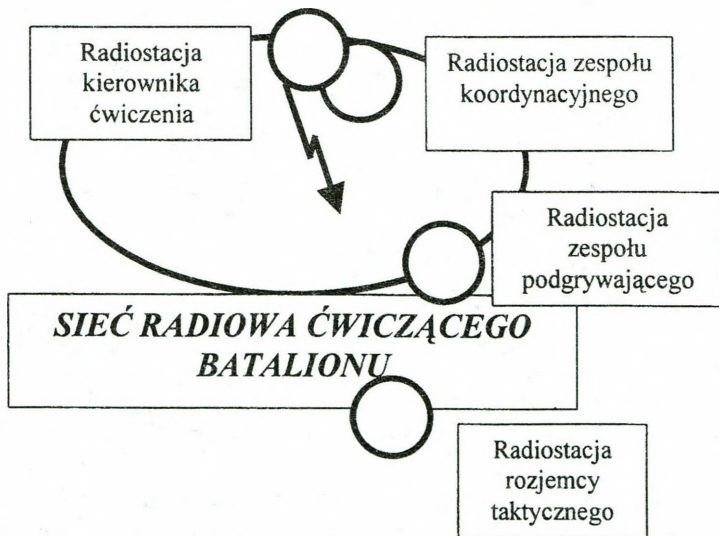 Radiostacja
kierownika
ćwiczenia
Radiostacja zespołu
koordynacyjnego
Radiostacja
zespołu
podgrywającego
SIEĆ RADIOWA ĆWICZĄCEGO
BATALIONU
Radiostacja
rozjemcy
taktycznego